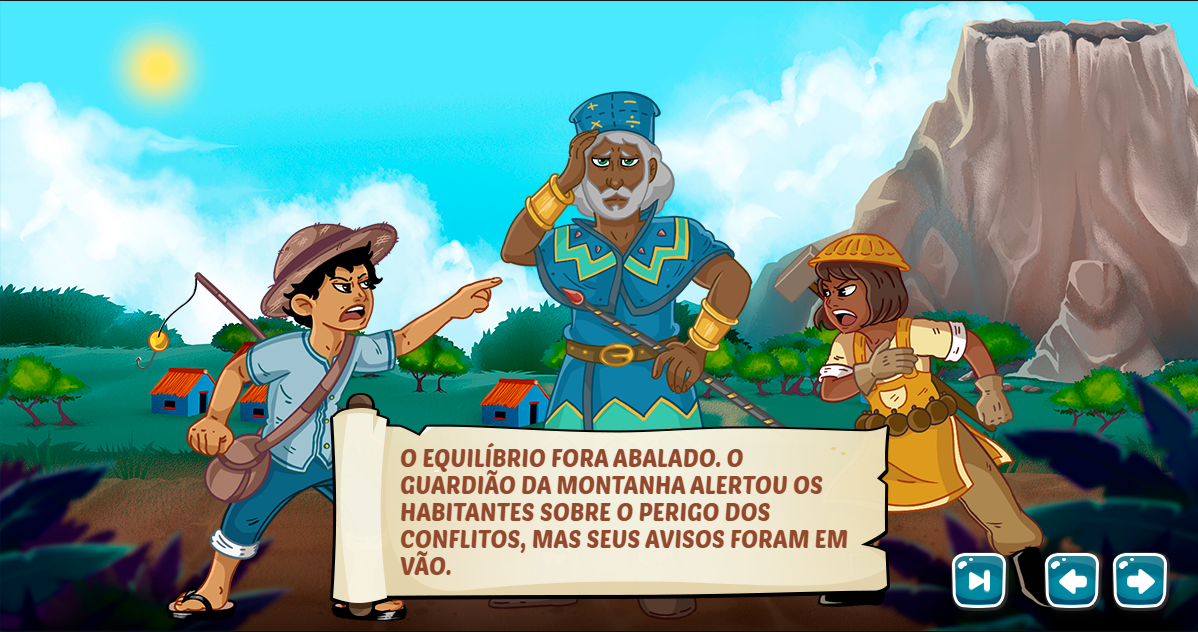 O EQUILÍBRIO FORA ABALADO. O
GUARDIÃO DA MONTANHA ALERTOU OS
HABITANTES SOBRE O PERIGO DOS
CONFLITOS, MAS SEUS AVISOS FORAM EM
VÃO.